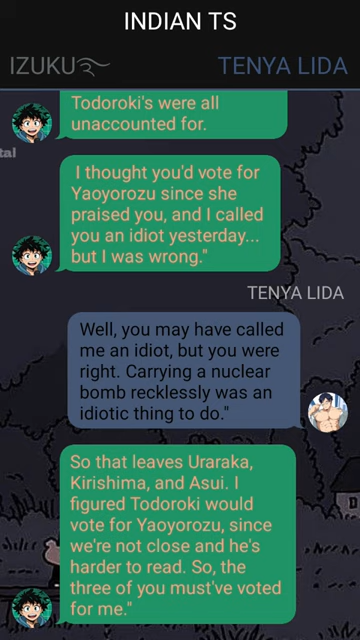 INDIAN TS
IZUKU࿐
TENYA LIDA
Todoroki's were all
unaccounted for.
tal
I thought you'd vote for
Yaoyorozu since she
praised you, and I called
you an idiot yesterday...
but I was wrong."
TENYA LIDA
Well, you may have called
me an idiot, but you were
right. Carrying a nuclear
bomb recklessly was an
idiotic thing to do."
So that leaves Uraraka,
Kirishima, and Asui. I
figured Todoroki would
vote for Yaoyorozu, since
we're not close and he's
harder to read. So, the
three of you must've voted
for me."